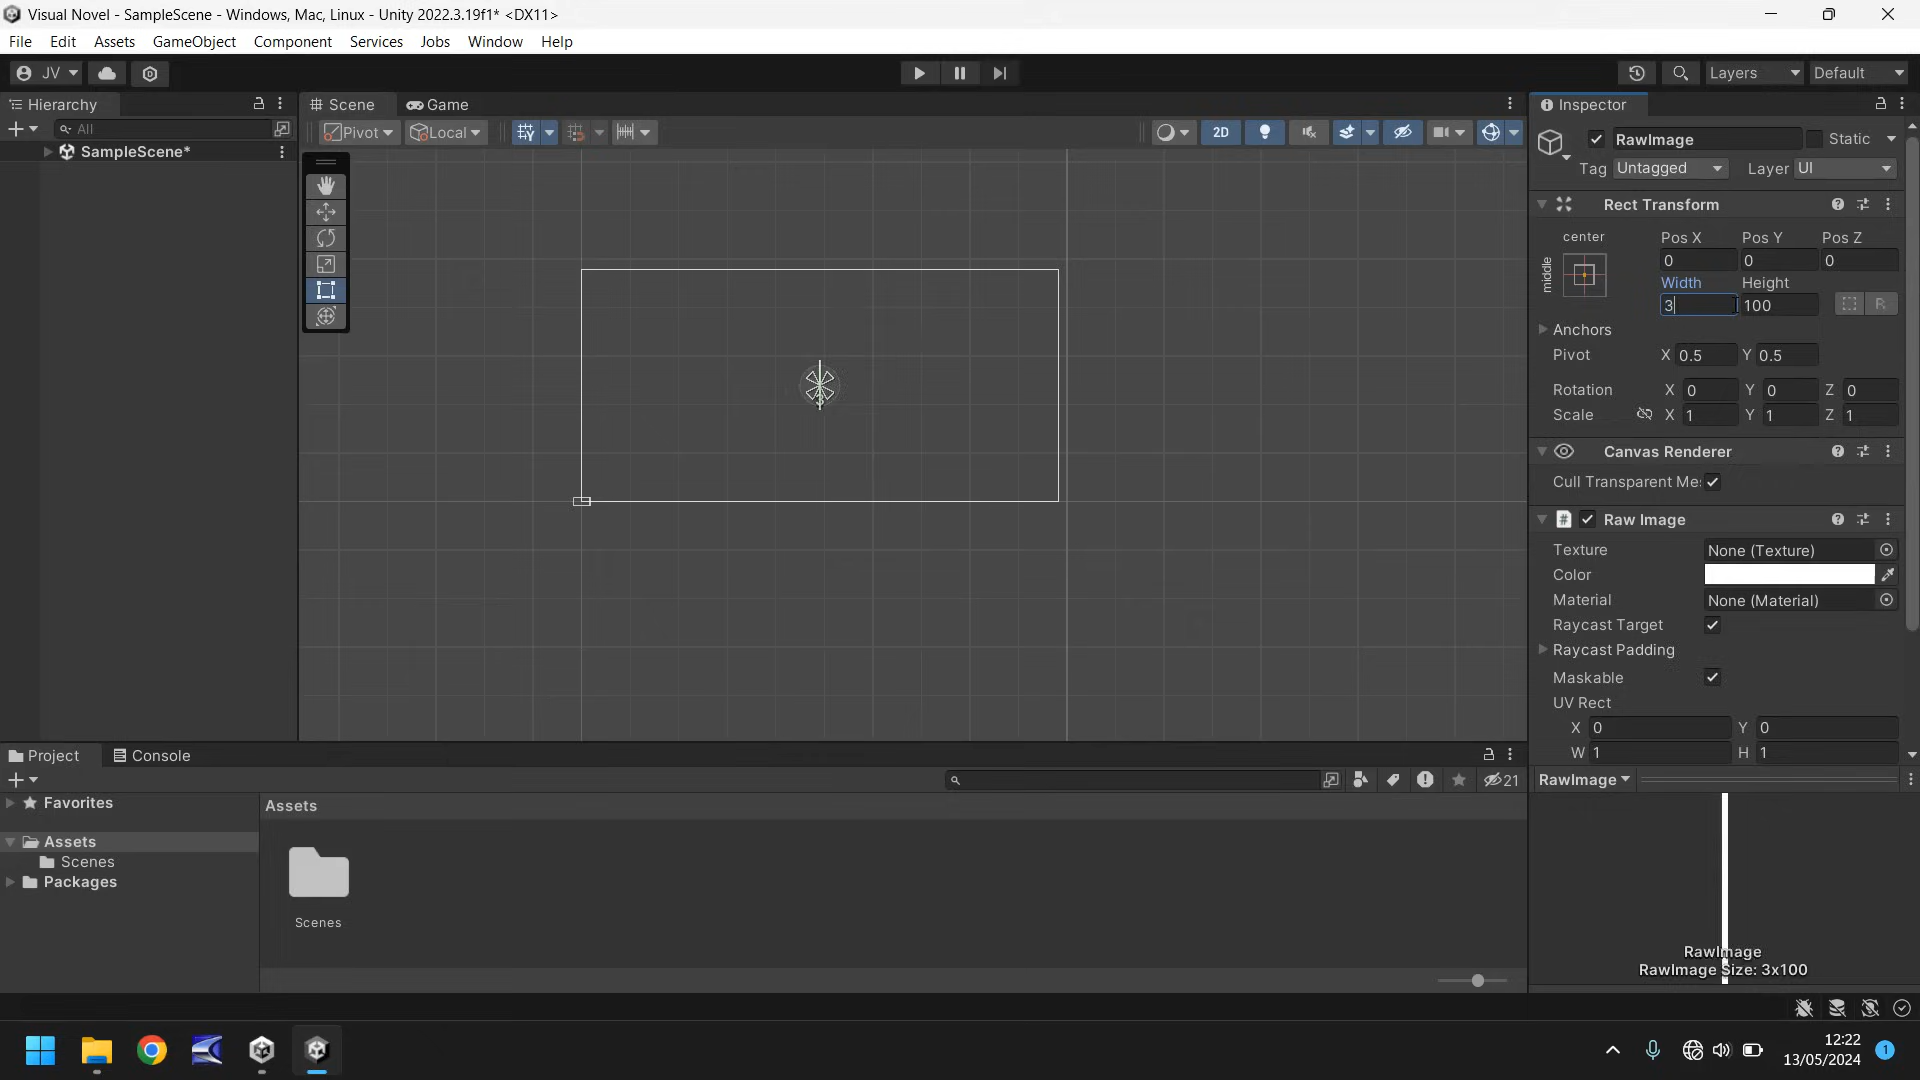 Visual Novel - SampleScene - Windows, Mac, Linux - Unity 2022.3.19f1* <DX11>
File Edit Assets GameObject Component Services Jobs Window Help
JV Layers Default
Hierarchy Scene Game Inspector
All Pivot Local 2D RawImage Static
SampleScene*
Tag Untagged Layer UI
Rect Transform
center Pos X Pos Y Pos Z
middle 0 0 0
Width Height
3 100 R
Anchors
Pivot X 0.5 Y 0.5
Rotation X 0 Y 0 Z 0
Scale X 1 Y 1 Z 1
Canvas Renderer
Cull Transparent Me
Raw Image
Texture None (Texture)
Color
Material None (Material)
Raycast Target
Raycast Padding
Maskable
UV Rect
X 0 Y 0
W 1 H 1
Project Console
21 RawImage
Favorites Assets
Assets
Scenes
Packages
Scenes
RawImage
RawImage Size: 3x100
12:22
13/05/2024 1